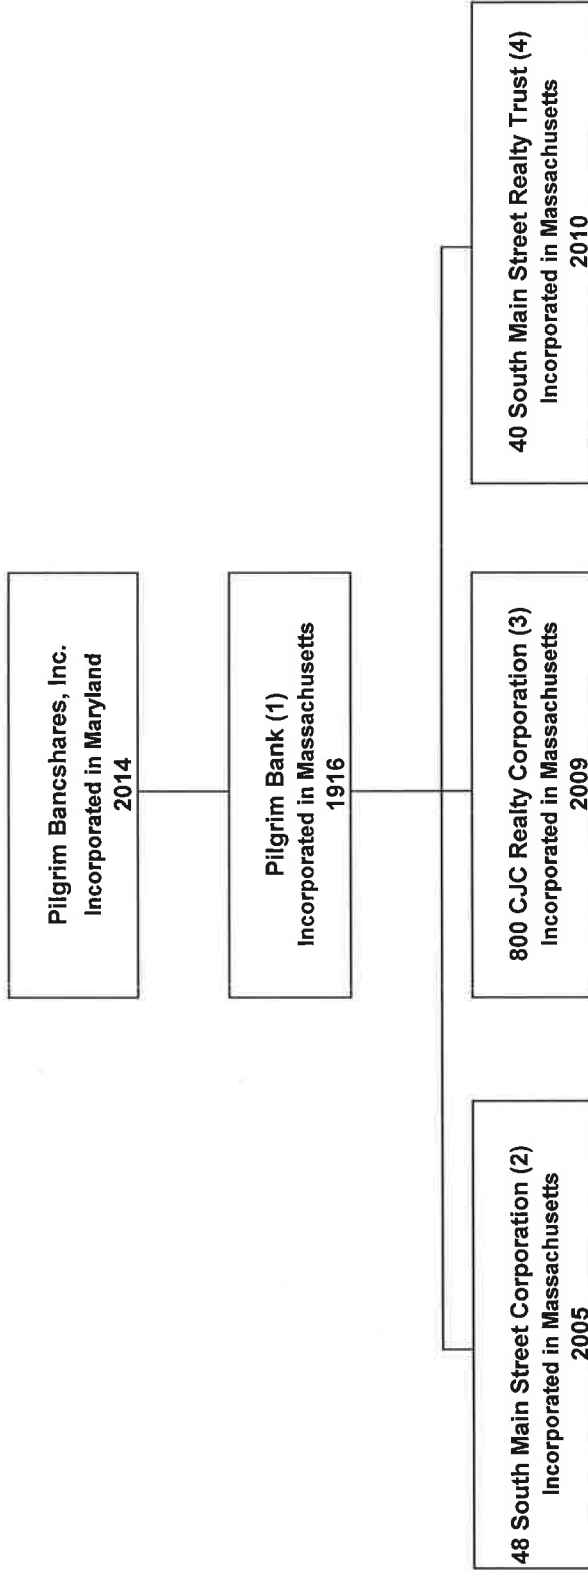 Pilgrim Bancshares, Inc.
Incorporated in Maryland
2014
Pilgrim Bank (1)
Incorporated in Massachusetts
1916
48 South Main Street Corporation (2)
Incorporated in Massachusetts
2005
800 CJC Realty Corporation (3)
Incorporated in Massachusetts
2009
40 South Main Street Realty Trust (4)
Incorporated in Massachusetts
2010